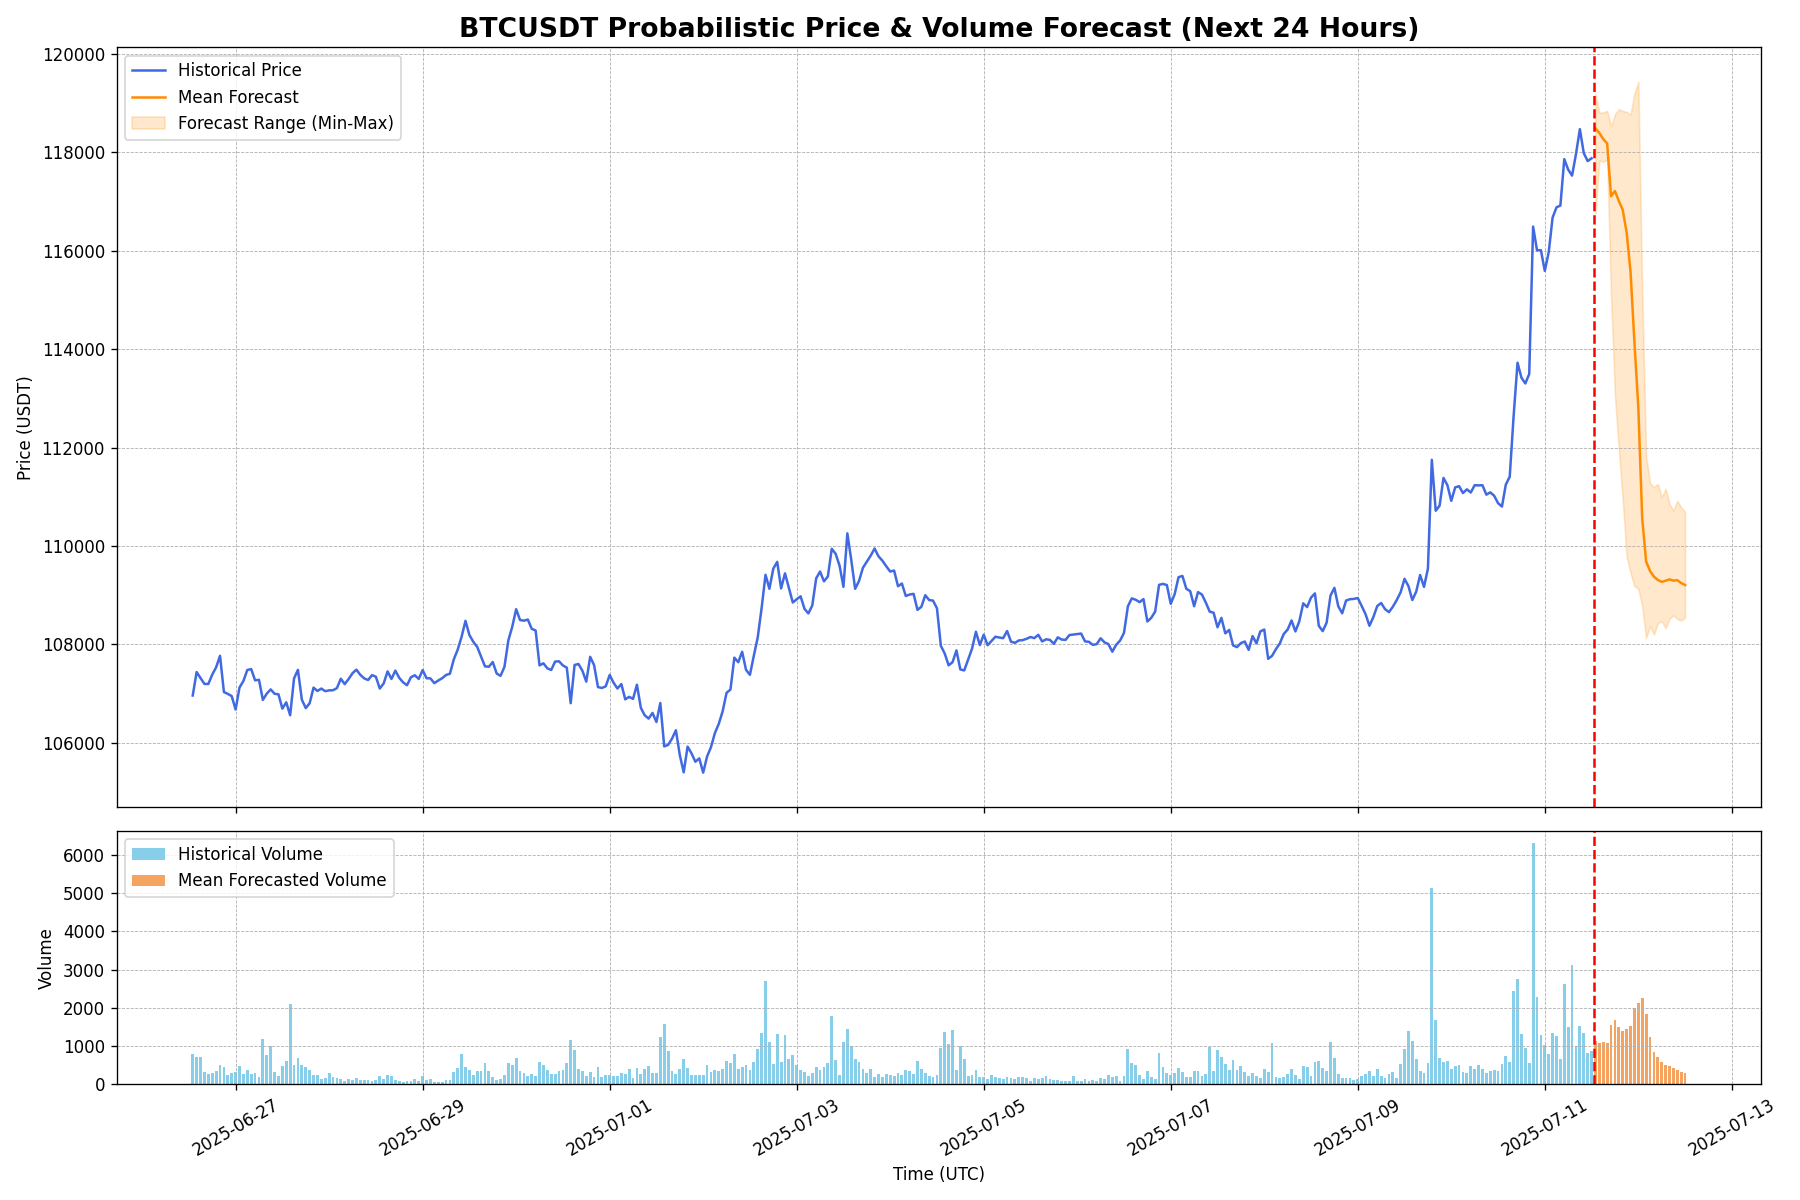 BTCUSDT Probabilistic Price & Volume Forecast (Next 24 Hours)
Historical Price
Mean Forecast
Forecast Range (Min-Max)
Price (USDT)
120000
118000
116000
114000
112000
110000
108000
106000
Historical Volume
Mean Forecasted Volume
Volume
6000
5000
4000
3000
2000
1000
0
2025-06-27
2025-06-29
2025-07-01
2025-07-03
2025-07-05
2025-07-07
2025-07-09
2025-07-11
2025-07-13
Time (UTC)